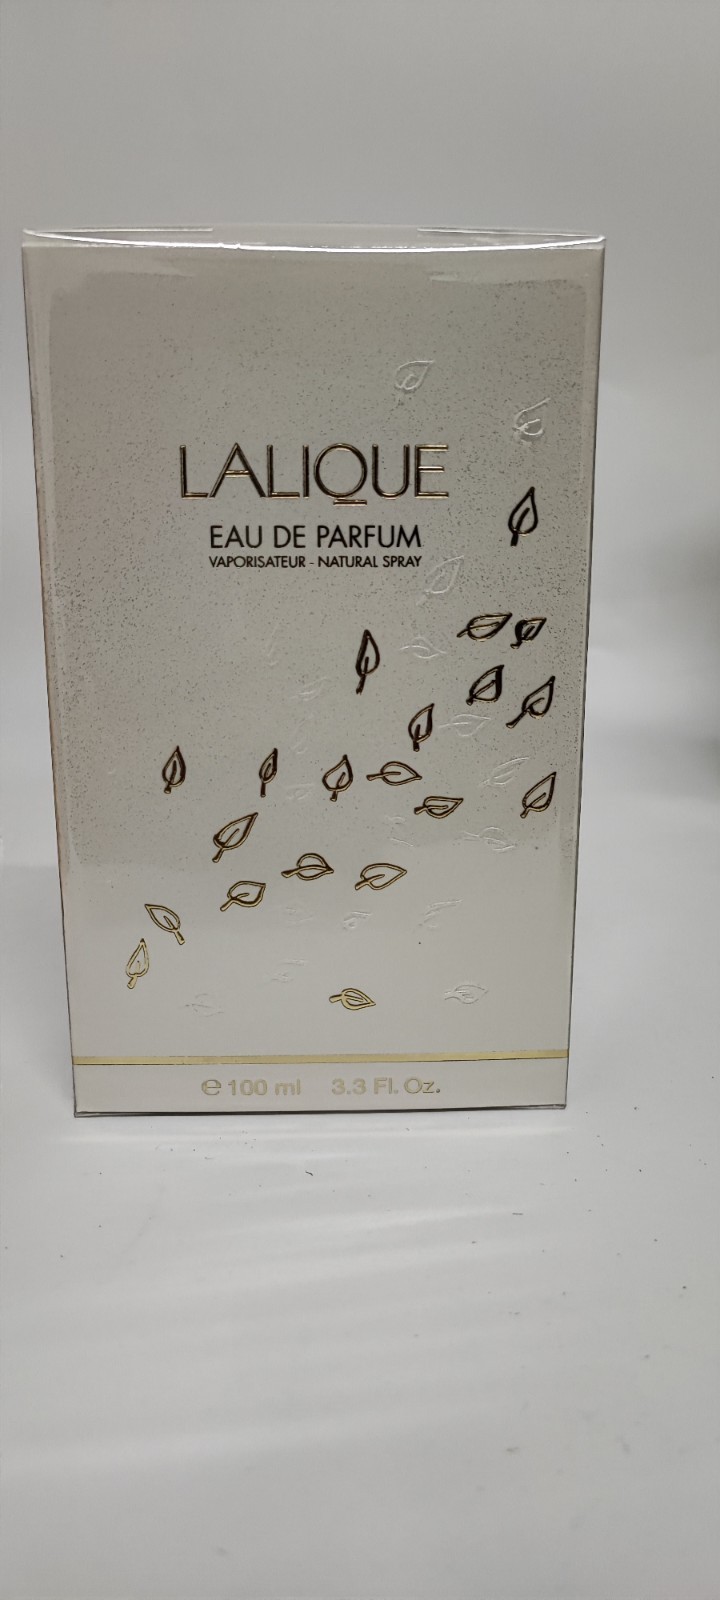 LALIQUE
EAU DE PARFUM
VAPORISATEUR - NATURAL SPRAY
℮ 100 ml 3.3 Fl. Oz.